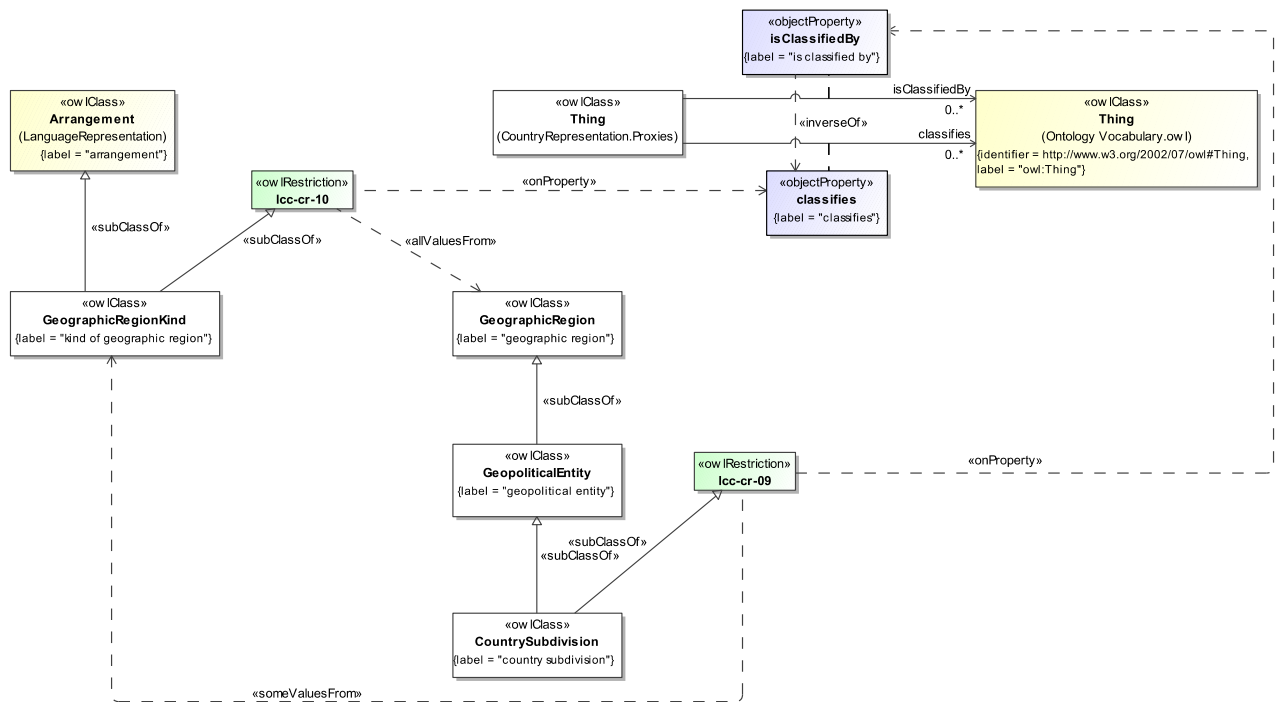 «objectProperty»
isClassifiedBy
{label = "is classified by"}
«owlClass»
Arrangement
(LanguageRepresentation)
{label = "arrangement"}
«owlClass»
Thing
(CountryRepresentation.Proxies)
isClassifiedBy
0..*
«inverseOf»
classifies
0..*
«owlClass»
Thing
(Ontology Vocabulary.owl)
{identifier = http://www.w3.org/2002/07/owl#Thing,
label = "owl:Thing"}
«owlRestriction»
lcc-cr-10
«onProperty»
«objectProperty»
classifies
{label = "classifies"}
«subClassOf»
«subClassOf»
«allValuesFrom»
«owlClass»
GeographicRegionKind
{label = "kind of geographic region"}
«owlClass»
GeographicRegion
{label = "geographic region"}
«subClassOf»
«owlClass»
GeopoliticalEntity
{label = "geopolitical entity"}
«owlRestriction»
lcc-cr-09
«onProperty»
«subClassOf»
«subClassOf»
«owlClass»
CountrySubdivision
{label = "country subdivision"}
«someValuesFrom»